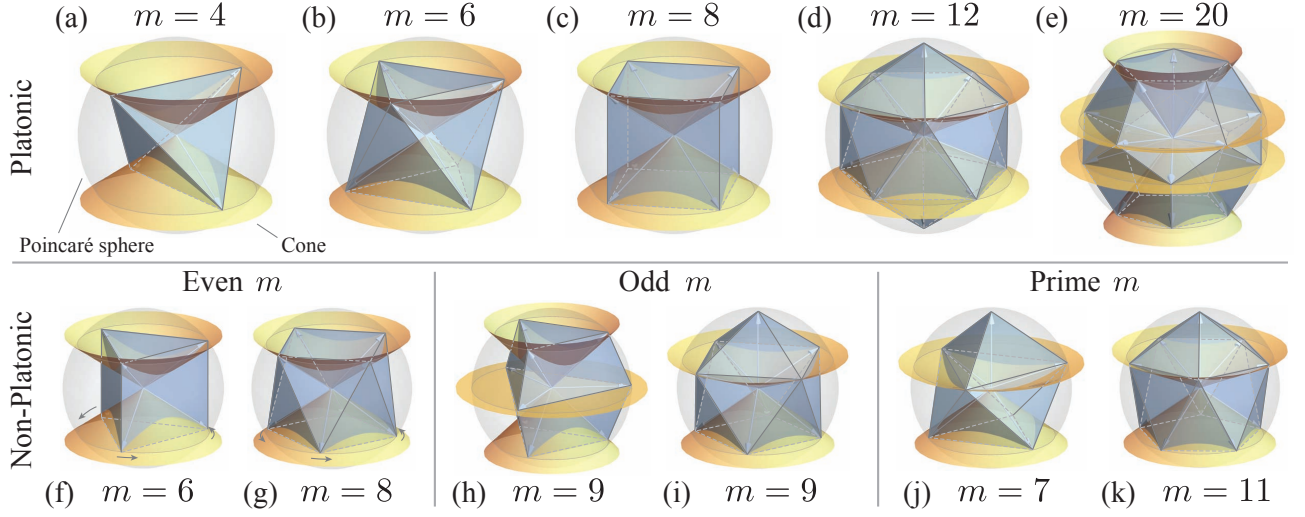 (a) m = 4
(b) m = 6
(c) m = 8
(d) m = 12
(e) m = 20
Platonic
Poincaré sphere
Cone
Even m
Odd m
Prime m
Non-Platonic
(f) m = 6
(g) m = 8
(h) m = 9
(i) m = 9
(j) m = 7
(k) m = 11